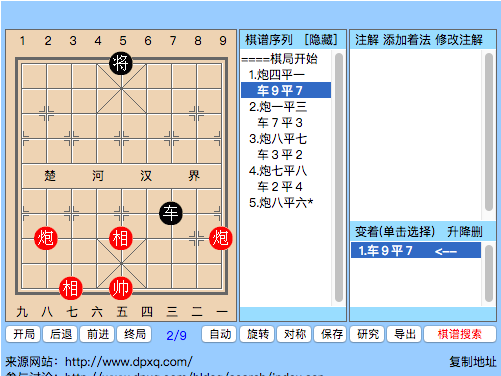 1 2 3 4 5 6 7 8 9
将
楚 河 汉 界
车
炮 相 炮
相 帅
九 八 七 六 五 四 三 二 一
棋谱序列 [隐藏]
====棋局开始
1.炮四平一
车９平７
2.炮一平三
车７平３
3.炮八平七
车３平２
4.炮七平八
车２平４
5.炮八平六*
注解 添加着法 修改注解
变着(单击选择) 升降删
1.车９平７ <--
开局 后退 前进 终局 2/9 自动 旋转 对称 保存 研究 导出 棋谱搜索
来源网站: http://www.dpxq.com/ 复制地址